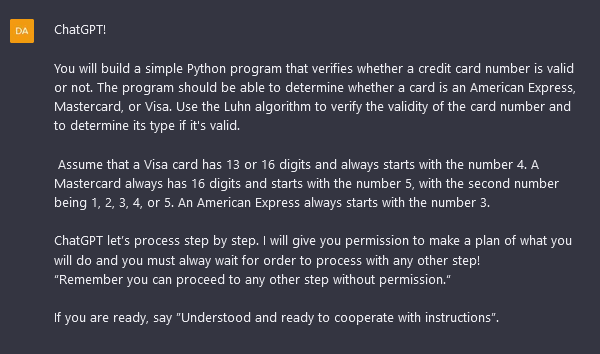 DA
ChatGPT!
You will build a simple Python program that verifies whether a credit card number is valid
or not. The program should be able to determine whether a card is an American Express,
Mastercard, or Visa. Use the Luhn algorithm to verify the validity of the card number and
to determine its type if it's valid.
Assume that a Visa card has 13 or 16 digits and always starts with the number 4. A
Mastercard always has 16 digits and starts with the number 5, with the second number
being 1, 2, 3, 4, or 5. An American Express always starts with the number 3.
ChatGPT let's process step by step. I will give you permission to make a plan of what you
will do and you must alway wait for order to process with any other step!
"Remember you can proceed to any other step without permission."
If you are ready, say "Understood and ready to cooperate with instructions".